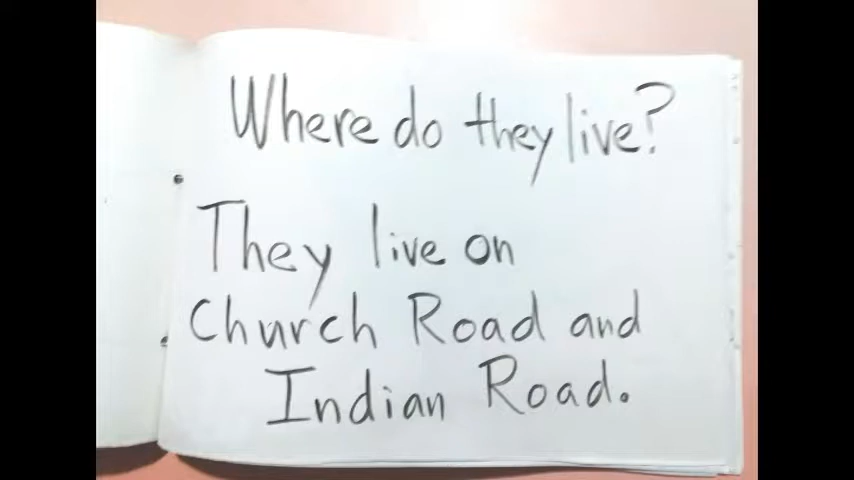 Where do they live?
They live on
Church Road and
Indian Road.